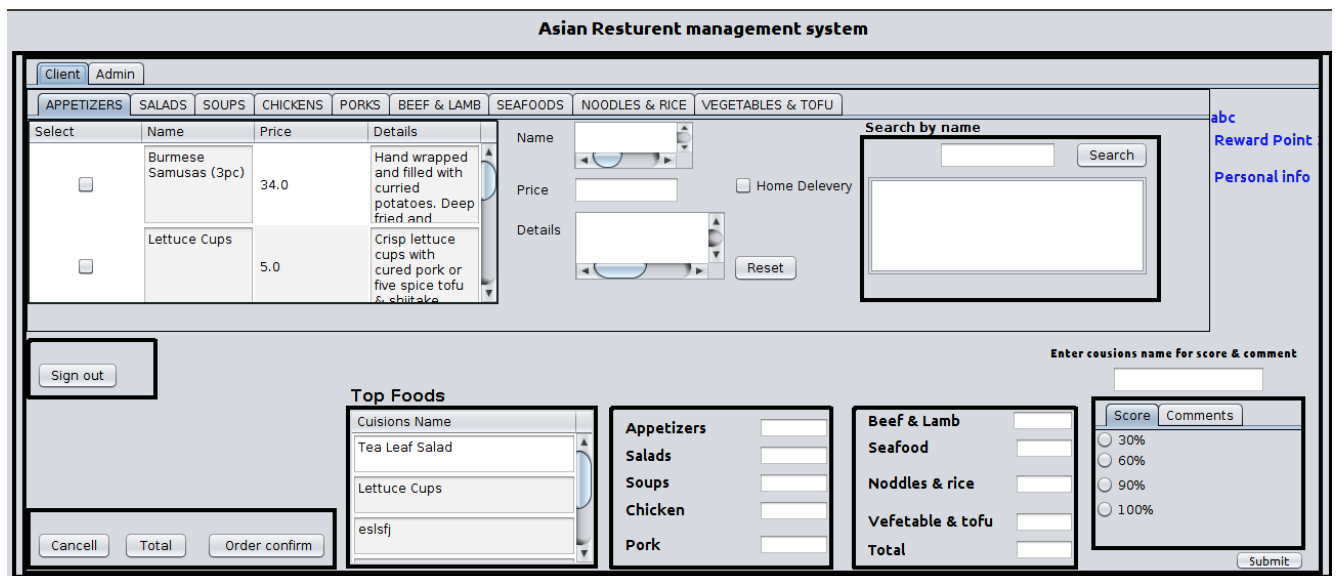 Asian Resturent management system
Client Admin
APPETIZERS SALADS SOUPS CHICKENS PORKS BEEF & LAMB SEAFOODS NOODLES & RICE VEGETABLES & TOFU
Select Name Price Details
Burmese
Samusas (3pc)
34.0
Hand wrapped
and filled with
curried
potatoes. Deep
fried and
Lettuce Cups
5.0
Crisp lettuce
cups with
cured pork or
five spice tofu
& shiitake
Name
Price
Details
Home Delevery
Reset
Search by name
Search
abc
Reward Point :
Personal info
Sign out
Enter cousions name for score & comment
Top Foods
Cuisions Name
Tea Leaf Salad
Lettuce Cups
eslsfj
Appetizers
Salads
Soups
Chicken
Pork
Beef & Lamb
Seafood
Noddles & rice
Vefetable & tofu
Total
Score Comments
30%
60%
90%
100%
Cancell Total Order confirm
Submit